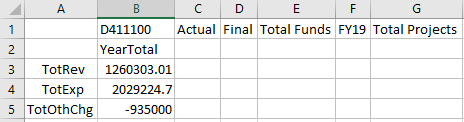 A B C D E F G
1 D411100 Actual Final Total Funds FY19 Total Projects
2 YearTotal
3 TotRev 1260303.01
4 TotExp 2029224.7
5 TotOthChg -935000